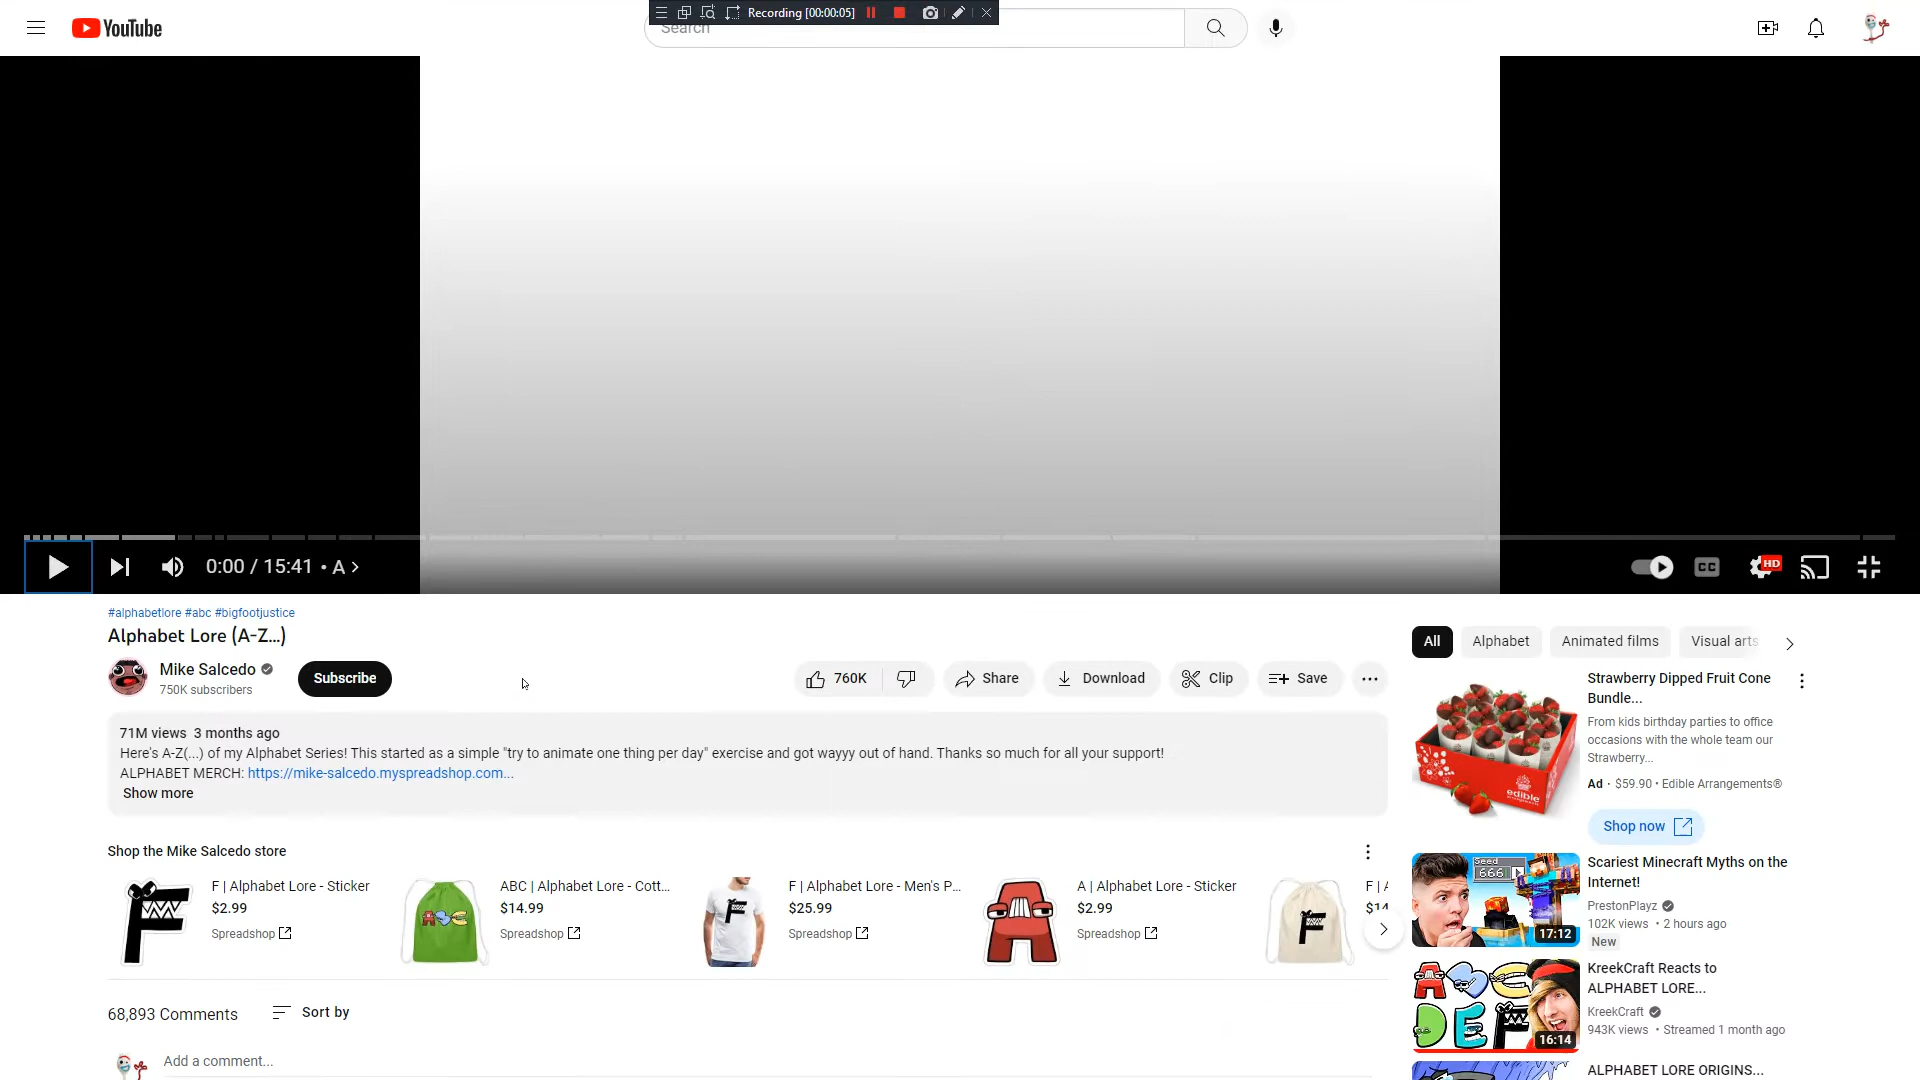 Recording [00:00:05]
YouTube
Search
0:00 / 15:41 • A >
CC
HD
#alphabetlore #abc #bigfootjustice
Alphabet Lore (A-Z...)
Mike Salcedo
750K subscribers
Subscribe
760K
Share
Download
Clip
Save
71M views 3 months ago
Here's A-Z(...) of my Alphabet Series! This started as a simple "try to animate one thing per day" exercise and got wayyy out of hand. Thanks so much for all your support!
ALPHABET MERCH: https://mike-salcedo.myspreadshop.com...
Show more
Shop the Mike Salcedo store
F | Alphabet Lore - Sticker
$2.99
Spreadshop
ABC | Alphabet Lore - Cott...
$14.99
Spreadshop
F | Alphabet Lore - Men's P...
$25.99
Spreadshop
A | Alphabet Lore - Sticker
$2.99
Spreadshop
F | A
$14
68,893 Comments
Sort by
Add a comment...
All
Alphabet
Animated films
Visual arts
Strawberry Dipped Fruit Cone
Bundle...
From kids birthday parties to office
occasions with the whole team our
Strawberry...
Ad · $59.90 • Edible Arrangements®
Shop now
edible
Seed
666
17:12
Scariest Minecraft Myths on the
Internet!
PrestonPlayz
102K views • 2 hours ago
New
A B C
D E F
16:14
KreekCraft Reacts to
ALPHABET LORE...
KreekCraft
943K views • Streamed 1 month ago
ALPHABET LORE ORIGINS...